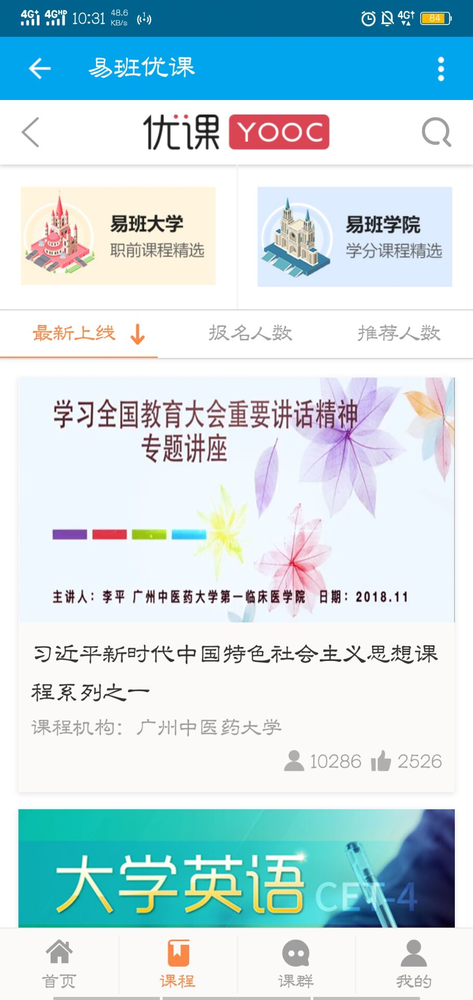 4G+ 4GHD 10:31 48.6 KB/s 4G+ 84
易班优课
优课 YOOC
易班大学
职前课程精选
易班学院
学分课程精选
最新上线 报名人数 推荐人数
学习全国教育大会重要讲话精神
专题讲座
主讲人：李平 广州中医药大学第一临床医学院 日期：2018.11
习近平新时代中国特色社会主义思想课
程系列之一
课程机构：广州中医药大学
10286 2526
大学英语 CET-4
首页 课程 课群 我的